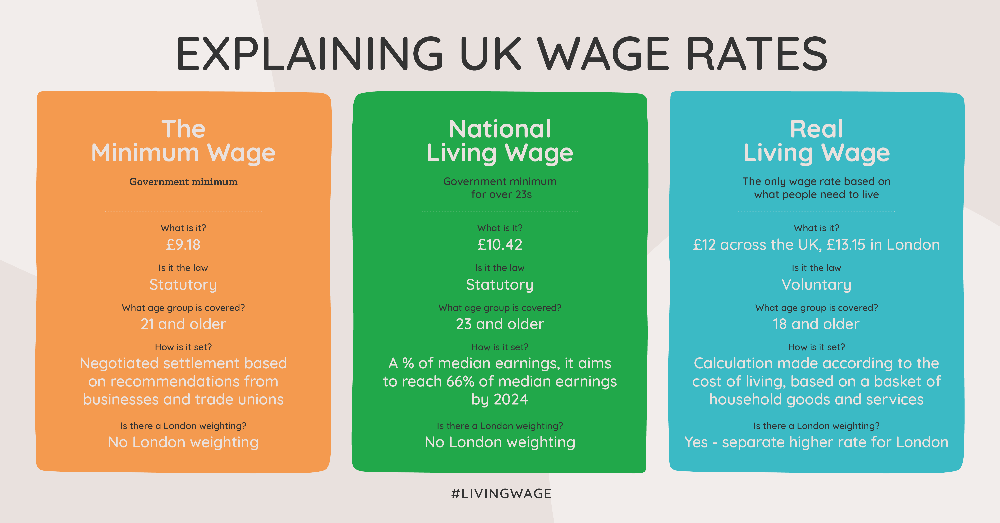 EXPLAINING UK WAGE RATES
The
Minimum Wage
Government minimum
What is it?
£9.18
Is it the law
Statutory
What age group is covered?
21 and older
How is it set?
Negotiated settlement based
on recommendations from
businesses and trade unions
Is there a London weighting?
No London weighting
National
Living Wage
Government minimum
for over 23s
What is it?
£10.42
Is it the law
Statutory
What age group is covered?
23 and older
How is it set?
A % of median earnings, it aims
to reach 66% of median earnings
by 2024
Is there a London weighting?
No London weighting
Real
Living Wage
The only wage rate based on
what people need to live
What is it?
£12 across the UK, £13.15 in London
Is it the law
Voluntary
What age group is covered?
18 and older
How is it set?
Calculation made according to the
cost of living, based on a basket of
household goods and services
Is there a London weighting?
Yes - separate higher rate for London
#LIVINGWAGE